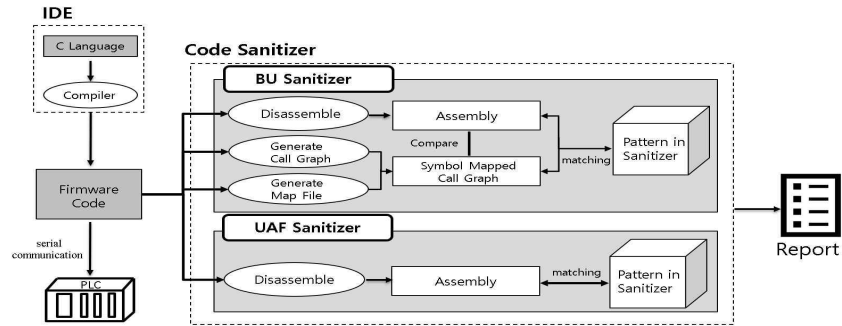 IDE
C Language
Compiler
Firmware
Code
serial
communication
PLC
Code Sanitizer
BU Sanitizer
Disassemble
Assembly
Compare
Generate
Call Graph
Generate
Map File
Symbol Mapped
Call Graph
matching
Pattern in
Sanitizer
UAF Sanitizer
Disassemble
Assembly
matching
Pattern in
Sanitizer
Report